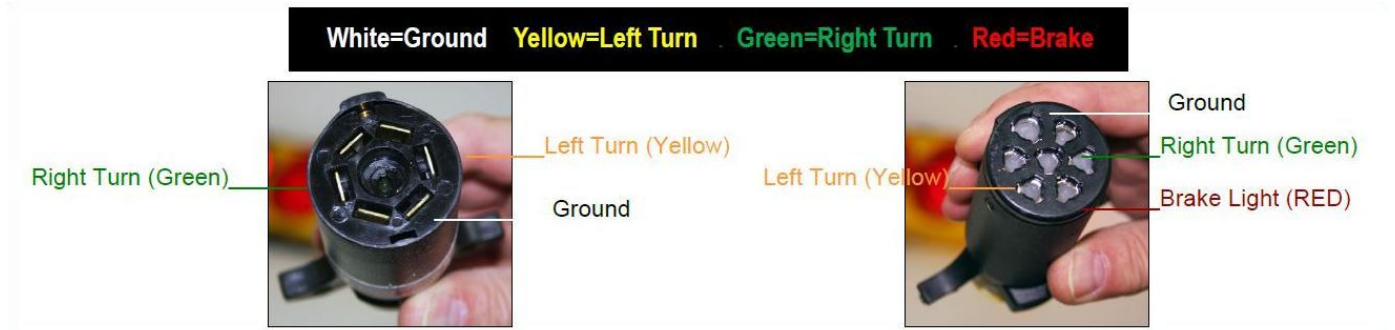 White=Ground Yellow=Left Turn . Green=Right Turn . Red=Brake
Right Turn (Green)
Left Turn (Yellow)
Ground
Ground
Right Turn (Green)
Left Turn (Yellow)
Brake Light (RED)